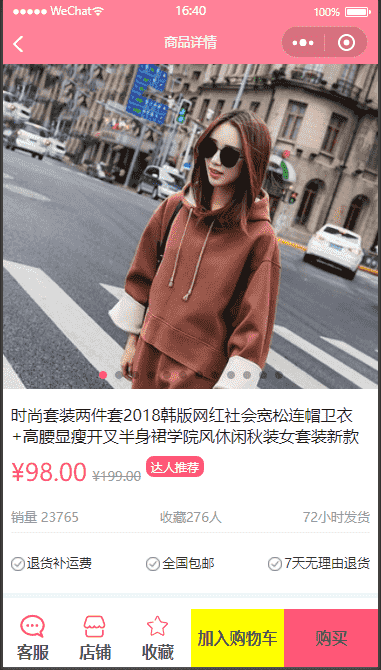 WeChat 16:40 100%
商品详情
时尚套装两件套2018韩版网红社会宽松连帽卫衣
+高腰显瘦开叉半身裙学院风休闲秋装女套装新款
¥98.00 ¥199.00 达人推荐
销量 23765 收藏276人 72小时发货
退货补运费 全国包邮 7天无理由退货
客服 店铺 收藏 加入购物车 购买